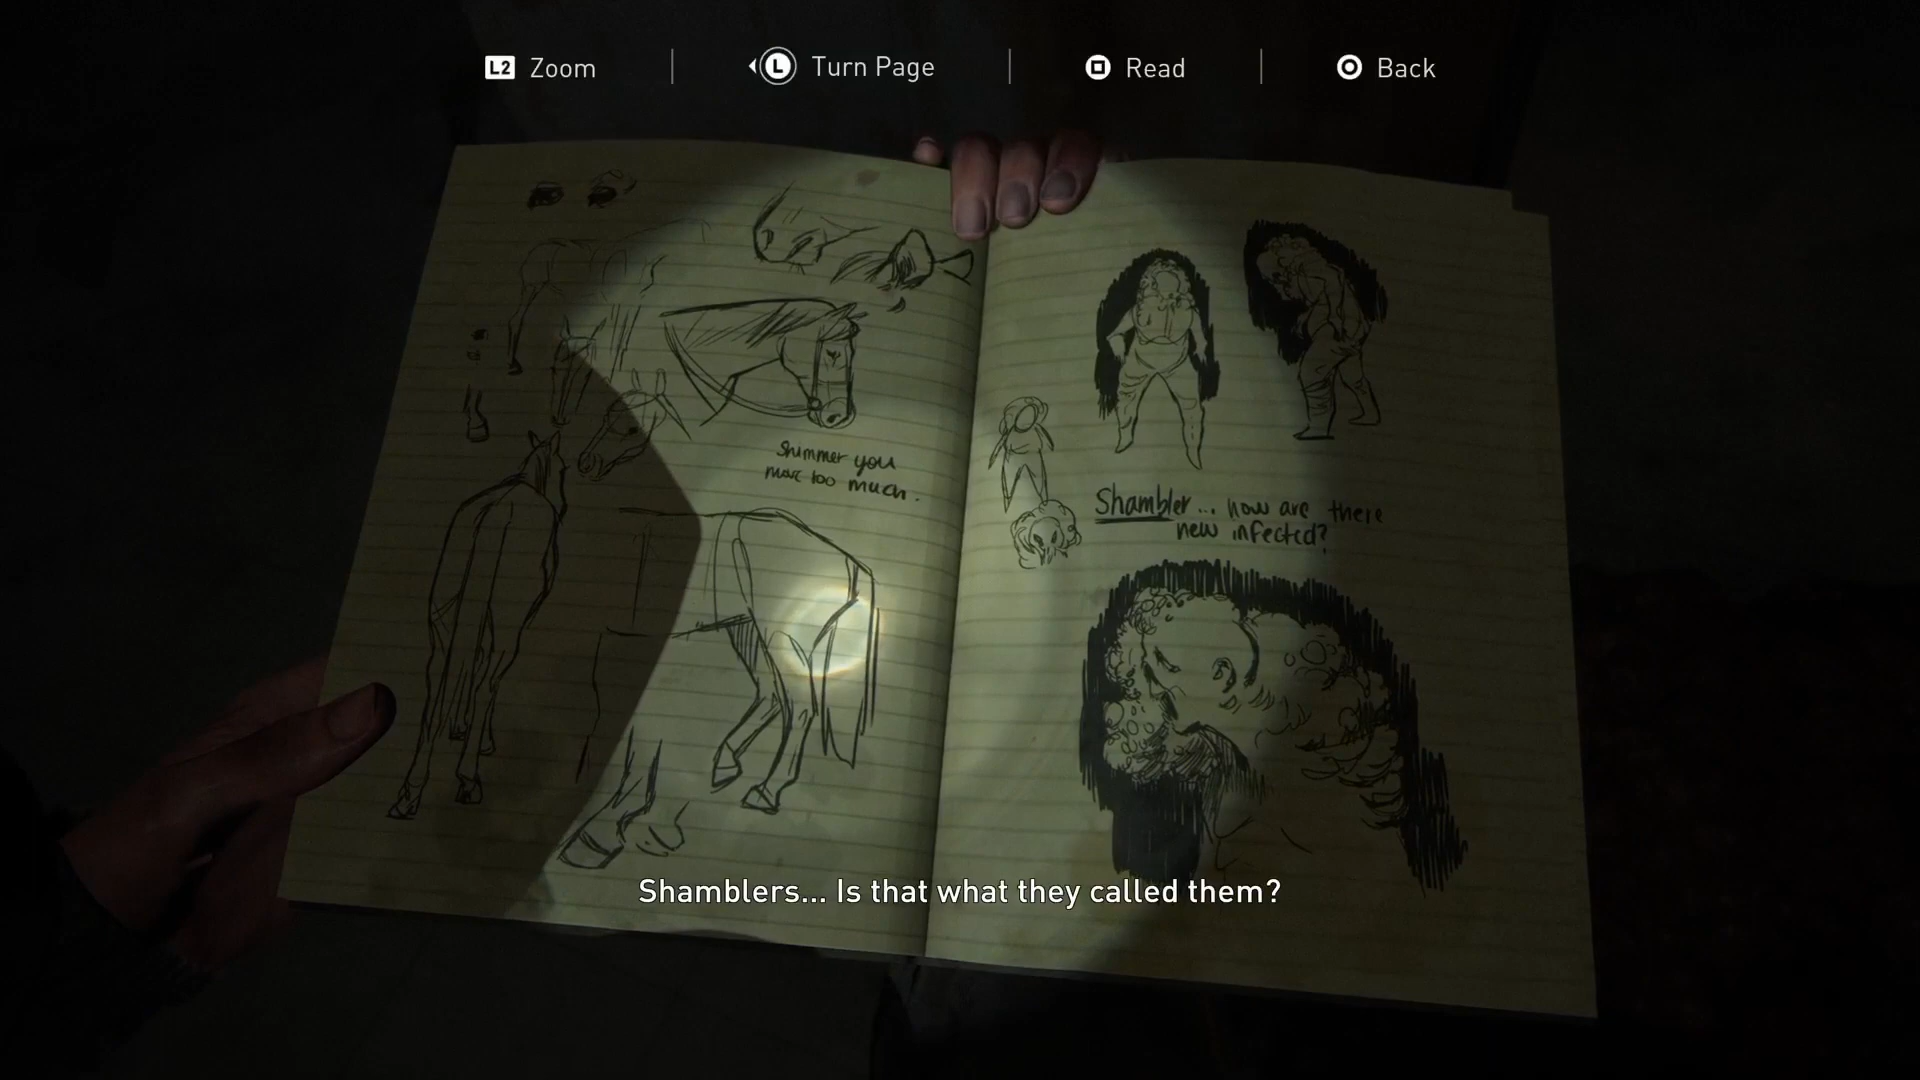 L2 Zoom
L Turn Page
Read
Back
Shimmer you
move too much.
Shambler... how are there
new infected?
Shamblers... Is that what they called them?